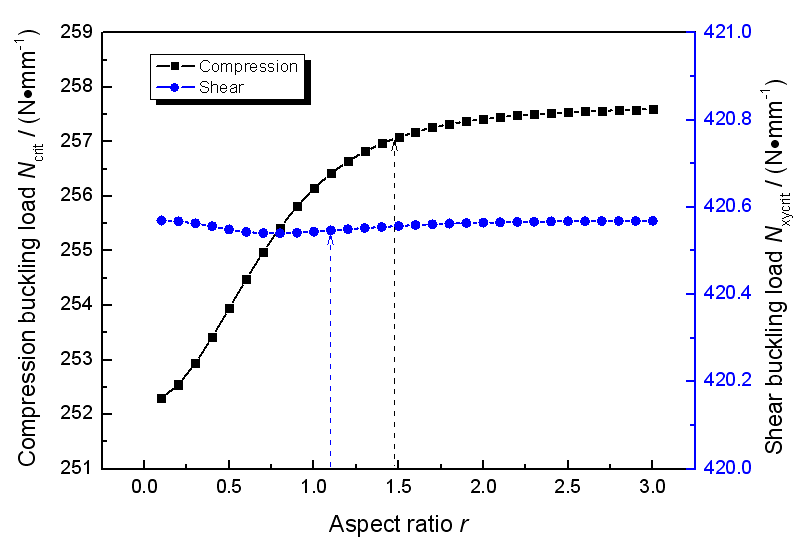 Compression buckling load Ncrit / (N•mm-1)
259
258
257
256
255
254
253
252
251
Compression
Shear
421.0
420.8
420.6
420.4
420.2
420.0
Shear buckling load Nxycrit / (N•mm-1)
0.0 0.5 1.0 1.5 2.0 2.5 3.0
Aspect ratio r